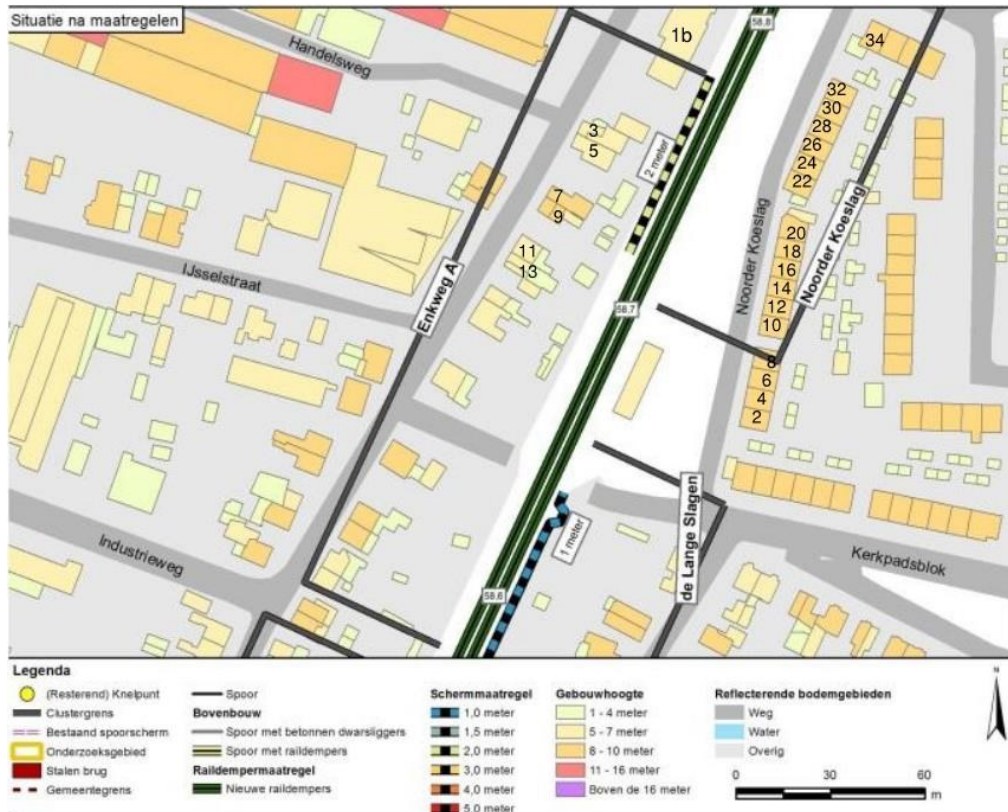 Situatie na maatregelen
Handelsweg
1b
58.8
34
32
30
28
26
24
22
3
5
2 meter
7
9
Noorder Koeslag
Noorder Koeslag
20
18
16
14
12
10
11
13
IJsselstraat
Enkweg A
58.7
8
6
4
2
de Lange Slagen
1 meter
Industrieweg
Kerkpadsblok
58.6
Legenda
(Resterend) Knelpunt
Clustergrens
Bestaand spoorscherm
Onderzoeksgebied
Stalen brug
Gemeentegrens
Spoor
Bovenbouw
Spoor met betonnen dwarsliggers
Spoor met raildempers
Raildempermaatregel
Nieuwe raildempers
Schermmaatregel
1,0 meter
1,5 meter
2,0 meter
3,0 meter
4,0 meter
5,0 meter
Gebouwhoogte
1 - 4 meter
5 - 7 meter
8 - 10 meter
11 - 16 meter
Boven de 16 meter
Reflecterende bodemgebieden
Weg
Water
Overig
N
0 30 60
m